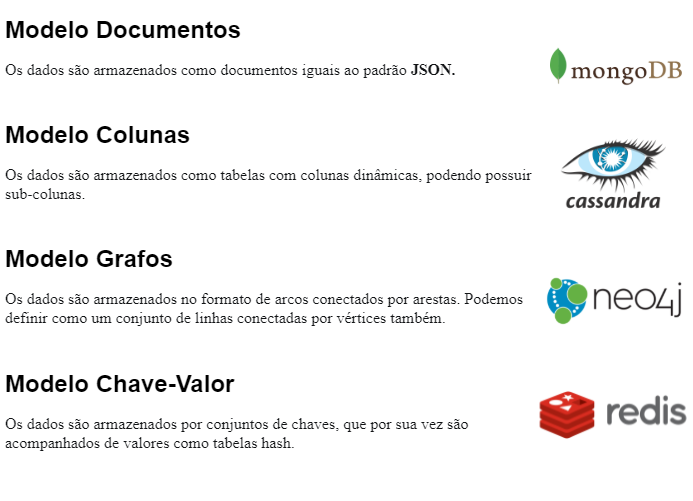 Modelo Documentos
Os dados são armazenados como documentos iguais ao padrão JSON.
mongoDB
Modelo Colunas
Os dados são armazenados como tabelas com colunas dinâmicas, podendo possuir
sub-colunas.
cassandra
Modelo Grafos
Os dados são armazenados no formato de arcos conectados por arestas. Podemos
definir como um conjunto de linhas conectadas por vértices também.
neo4j
Modelo Chave-Valor
Os dados são armazenados por conjuntos de chaves, que por sua vez são
acompanhados de valores como tabelas hash.
redis